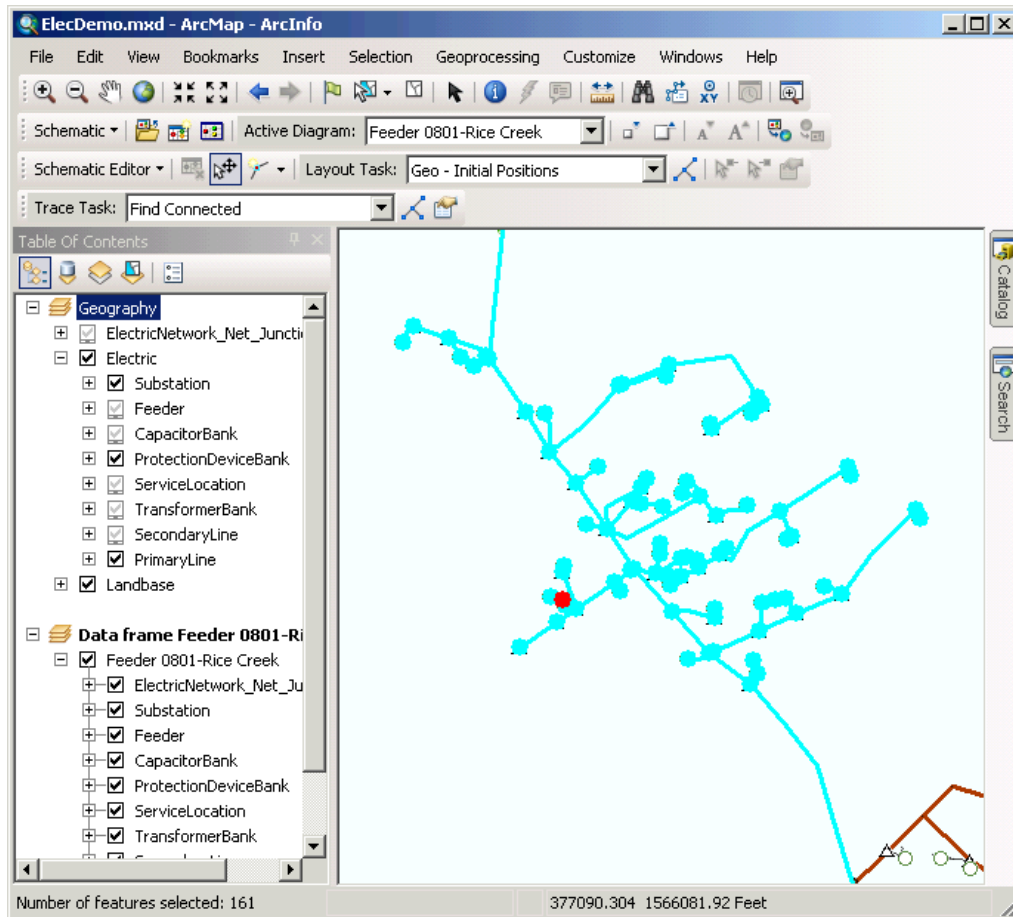 ElecDemo.mxd - ArcMap - ArcInfo
File Edit View Bookmarks Insert Selection Geoprocessing Customize Windows Help
Schematic Active Diagram: Feeder 0801-Rice Creek
Schematic Editor Layout Task: Geo - Initial Positions
Trace Task: Find Connected
Table Of Contents
Geography
ElectricNetwork_Net_Juncti
Electric
Substation
Feeder
CapacitorBank
ProtectionDeviceBank
ServiceLocation
TransformerBank
SecondaryLine
PrimaryLine
Landbase
Data frame Feeder 0801-Ri
Feeder 0801-Rice Creek
ElectricNetwork_Net_Ju
Substation
Feeder
CapacitorBank
ProtectionDeviceBank
ServiceLocation
TransformerBank
Catalog
Search
Number of features selected: 161
377090.304 1566081.92 Feet